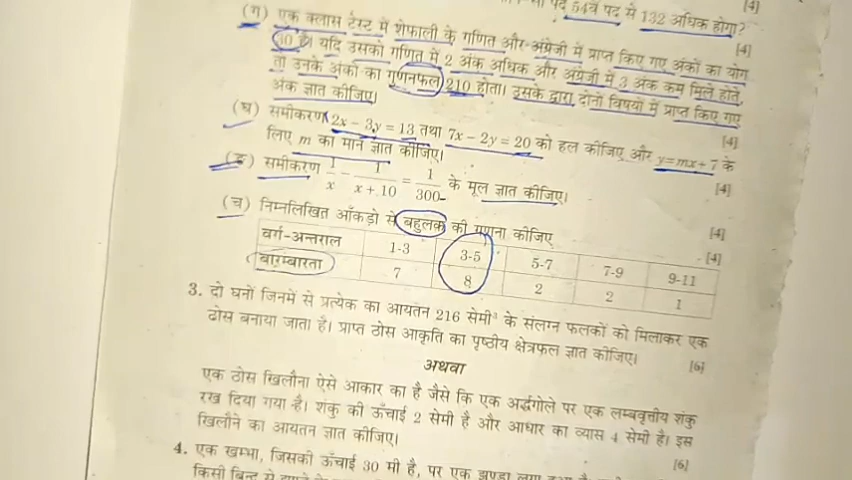 पद 54वें पद से 132 अधिक होगा?
[4]
(ग) एक क्लास टेस्ट में शेफाली के गणित और अंग्रेजी में प्राप्त किए गए अंकों का योग
[4]
है। यदि उसको गणित में 2 अंक अधिक और अंग्रेजी में 3 अंक कम मिले होते,
तो उनके अंकों का गुणनफल 210 होता। उसके द्वारा दोनों विषयों में प्राप्त किए गए
अंक ज्ञात कीजिए।
[4]
(घ) समीकरण 2x − 3y = 13 तथा 7x − 2y = 20 को हल कीजिए और y = mx + 7 के
लिए m का मान ज्ञात कीजिए।
[4]
(ङ) समीकरण 1/x − 1/(x + 10) = 1/300 के मूल ज्ञात कीजिए।
[4]
(च) निम्नलिखित आँकड़ों से बहुलक की गणना कीजिए
[4]
वर्ग-अन्तराल 1-3 3-5 5-7 7-9 9-11
बारम्बारता 7 8 2 2 1
3. दो घनों जिनमें से प्रत्येक का आयतन 216 सेमी³ के संलग्न फलकों को मिलाकर एक
ठोस बनाया जाता है। प्राप्त ठोस आकृति का पृष्ठीय क्षेत्रफल ज्ञात कीजिए।
[6]
अथवा
एक ठोस खिलौना ऐसे आकार का है जैसे कि एक अर्द्धगोले पर एक लम्बवृत्तीय शंकु
रख दिया गया है। शंकु की ऊँचाई 2 सेमी है और आधार का व्यास 4 सेमी है। इस
खिलौने का आयतन ज्ञात कीजिए।
[6]
4. एक खम्भा, जिसकी ऊँचाई 30 मी है, पर एक झण्डा लगा
किसी बिन्दु से